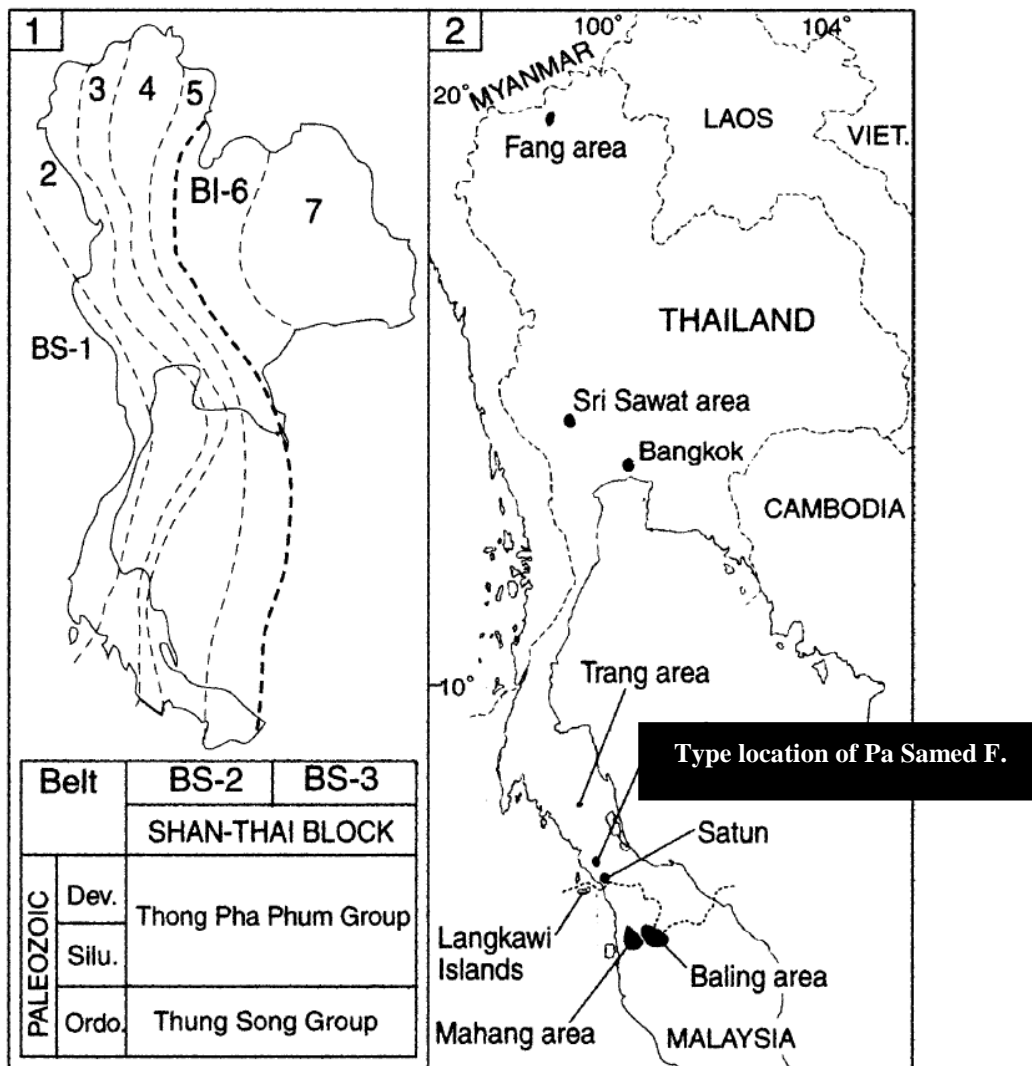 1
3
4
5
2
BI-6
7
BS-1
Belt
BS-2
BS-3
SHAN-THAI BLOCK
PALEOZOIC
Dev.
Silu.
Ordo.
Thong Pha Phum Group
Thung Song Group
2
100°
104°
20°
MYANMAR
LAOS
VIET.
Fang area
THAILAND
Sri Sawat area
Bangkok
CAMBODIA
10°
Trang area
Type location of Pa Samed F.
Satun
Langkawi
Islands
Baling area
Mahang area
MALAYSIA